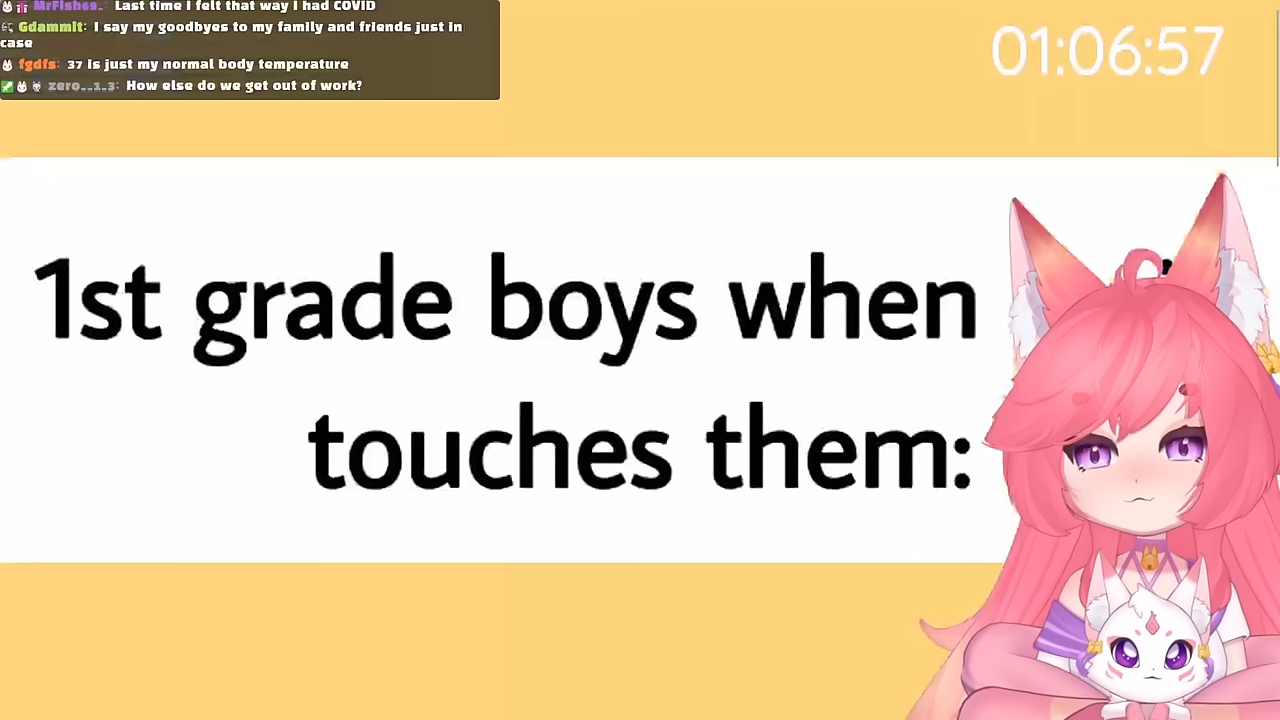 MrFishes_: Last time I felt that way I had COVID
Gdammit: I say my goodbyes to my family and friends just in
case
fgdfs: 37 is just my normal body temperature
zero__1_3: How else do we get out of work?
01:06:57
1st grade boys when
touches them: